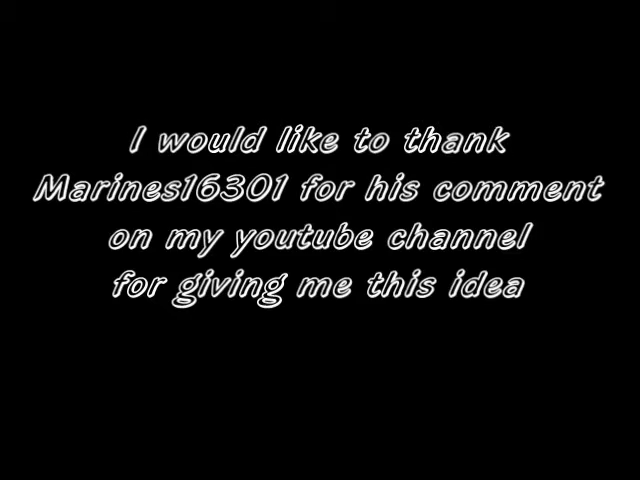 I would like to thank
Marines16301 for his comment
on my youtube channel
for giving me this idea